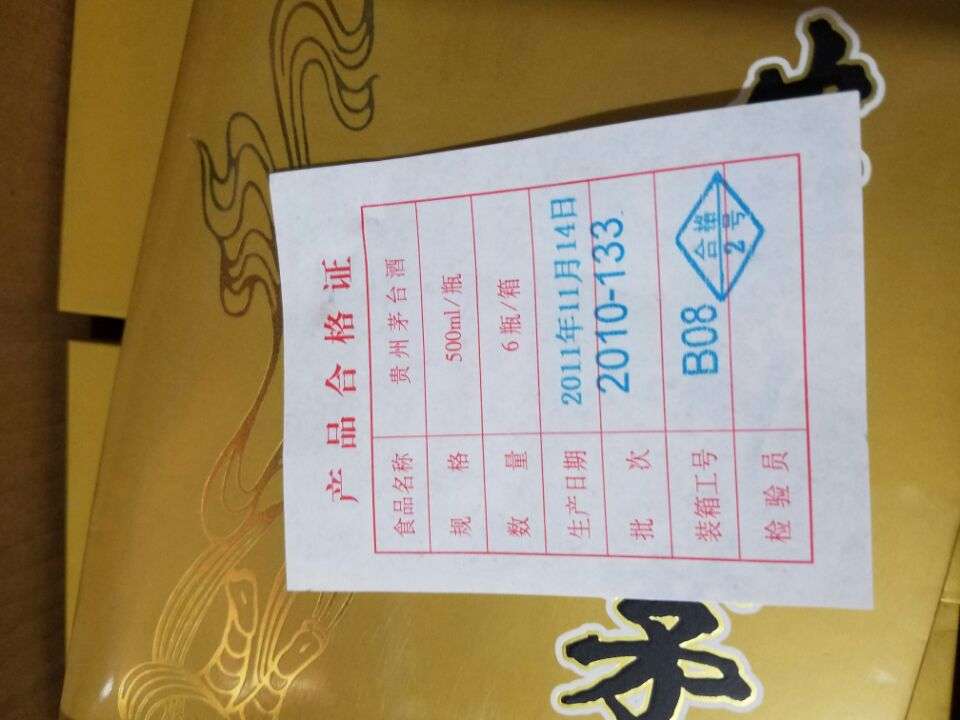 产品合格证
食品名称 贵州茅台酒
规格 500ml/瓶
数量 6瓶/箱
生产日期 2011年11月14日
批次 2010-133
装箱工号 B08
检验员 合格 2号